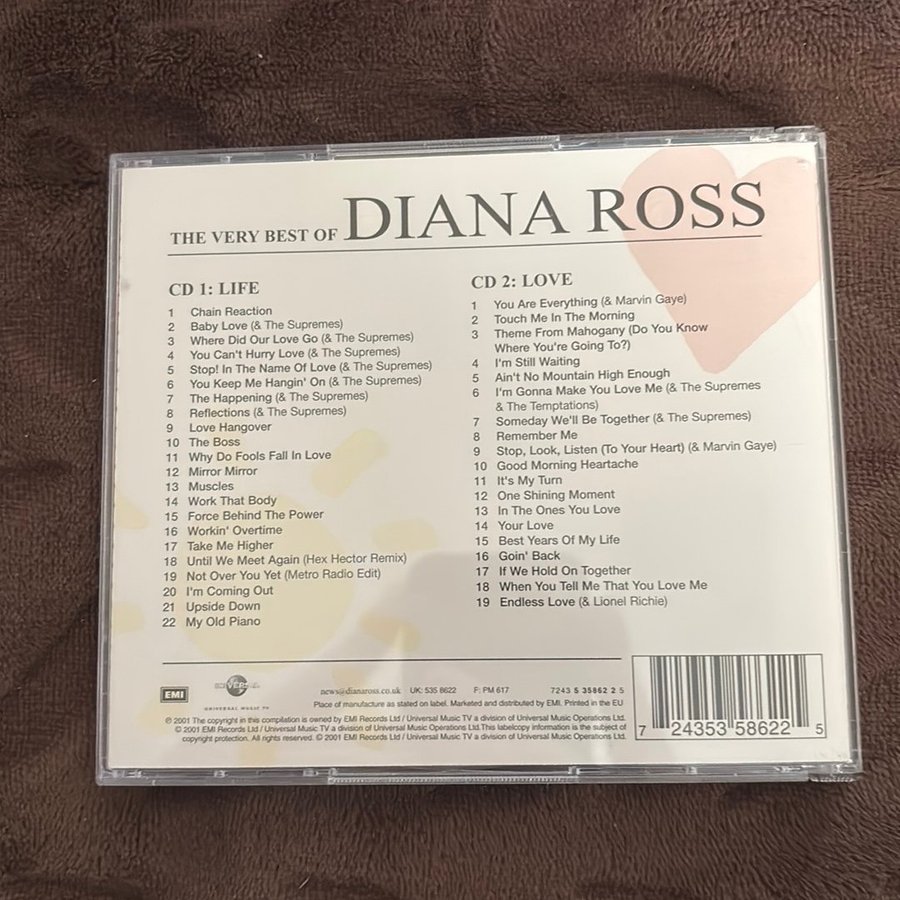 THE VERY BEST OF DIANA ROSS
CD 1: LIFE
1 Chain Reaction
2 Baby Love (& The Supremes)
3 Where Did Our Love Go (& The Supremes)
4 You Can't Hurry Love (& The Supremes)
5 Stop! In The Name Of Love (& The Supremes)
6 You Keep Me Hangin' On (& The Supremes)
7 The Happening (& The Supremes)
8 Reflections (& The Supremes)
9 Love Hangover
10 The Boss
11 Why Do Fools Fall In Love
12 Mirror Mirror
13 Muscles
14 Work That Body
15 Force Behind The Power
16 Workin' Overtime
17 Take Me Higher
18 Until We Meet Again (Hex Hector Remix)
19 Not Over You Yet (Metro Radio Edit)
20 I'm Coming Out
21 Upside Down
22 My Old Piano
CD 2: LOVE
1 You Are Everything (& Marvin Gaye)
2 Touch Me In The Morning
3 Theme From Mahogany (Do You Know
Where You're Going To?)
4 I'm Still Waiting
5 Ain't No Mountain High Enough
6 I'm Gonna Make You Love Me (& The Supremes
& The Temptations)
7 Someday We'll Be Together (& The Supremes)
8 Remember Me
9 Stop, Look, Listen (To Your Heart) (& Marvin Gaye)
10 Good Morning Heartache
11 It's My Turn
12 One Shining Moment
13 In The Ones You Love
14 Your Love
15 Best Years Of My Life
16 Goin' Back
17 If We Hold On Together
18 When You Tell Me That You Love Me
19 Endless Love (& Lionel Richie)
EMI
UNIVERSAL
UNIVERSAL MUSIC TV
news@dianaross.co.uk UK: 535 8622 F: PM 617 7243 5 35862 2 5
Place of manufacture as stated on label. Marketed and distributed by EMI. Printed in the EU
℗ 2001 The copyright in this compilation is owned by EMI Records Ltd / Universal Music TV a division of Universal Music Operations Ltd.
© 2001 EMI Records Ltd / Universal Music TV a division of Universal Music Operations Ltd.This labelcopy information is the subject of
copyright protection. All rights reserved. © 2001 EMI Records Ltd / Universal Music TV a division of Universal Music Operations Ltd.
7 24353 58622 5